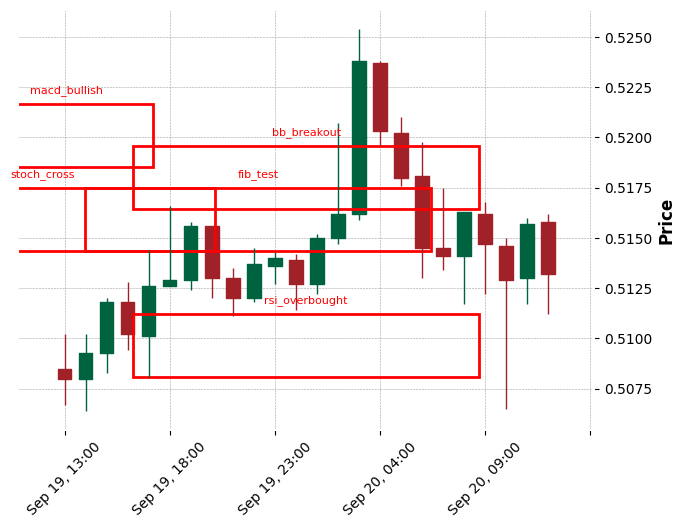 0.5250
macd_bullish
0.5225
bb_breakout
0.5200
stoch_cross
fib_test
0.5175
0.5150
0.5125
rsi_overbought
0.5100
0.5075
Price
Sep 19, 13:00
Sep 19, 18:00
Sep 19, 23:00
Sep 20, 04:00
Sep 20, 09:00